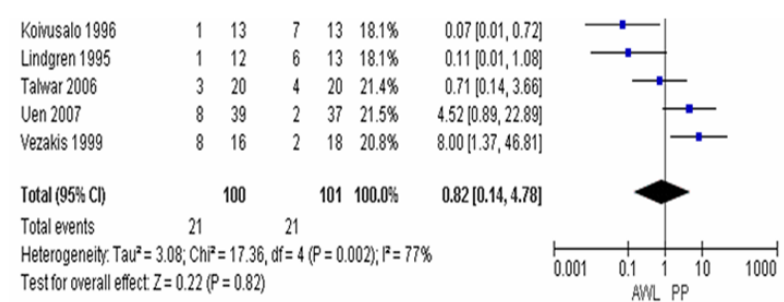 Koivusalo 1996 1 13 7 13 18.1% 0.07 [0.01, 0.72]
Lindgren 1995 1 12 6 13 18.1% 0.11 [0.01, 1.08]
Talwar 2006 3 20 4 20 21.4% 0.71 [0.14, 3.66]
Uen 2007 8 39 2 37 21.5% 4.52 [0.89, 22.89]
Vezakis 1999 8 16 2 18 20.8% 8.00 [1.37, 46.81]
Total (95% CI) 100 101 100.0% 0.82 [0.14, 4.78]
Total events 21 21
Heterogeneity: Tau² = 3.08; Chi² = 17.36, df = 4 (P = 0.002); I² = 77%
Test for overall effect: Z = 0.22 (P = 0.82)
0.001 0.1 1 10 1000
AWL PP